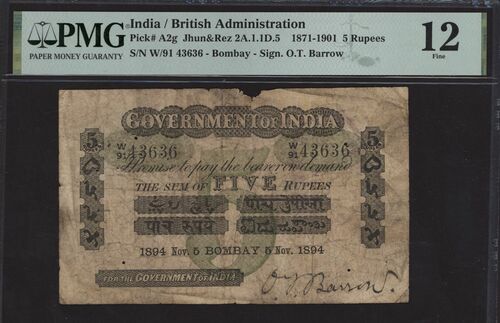 PMG
PAPER MONEY GUARANTY
India / British Administration
Pick# A2g Jhun&Rez 2A.1.1D.5 1871-1901 5 Rupees
S/N W/91 43636 - Bombay - Sign. O.T. Barrow
12
Fine
GOVERNMENT OF INDIA
5 5
W/91 43636 W/91 43636
I Promise to pay the bearer on demand
THE SUM OF FIVE RUPEES
पांच रुपये
1894 Nov. 5 BOMBAY 5 Nov. 1894
FOR THE GOVERNMENT OF INDIA
O.T. Barrow